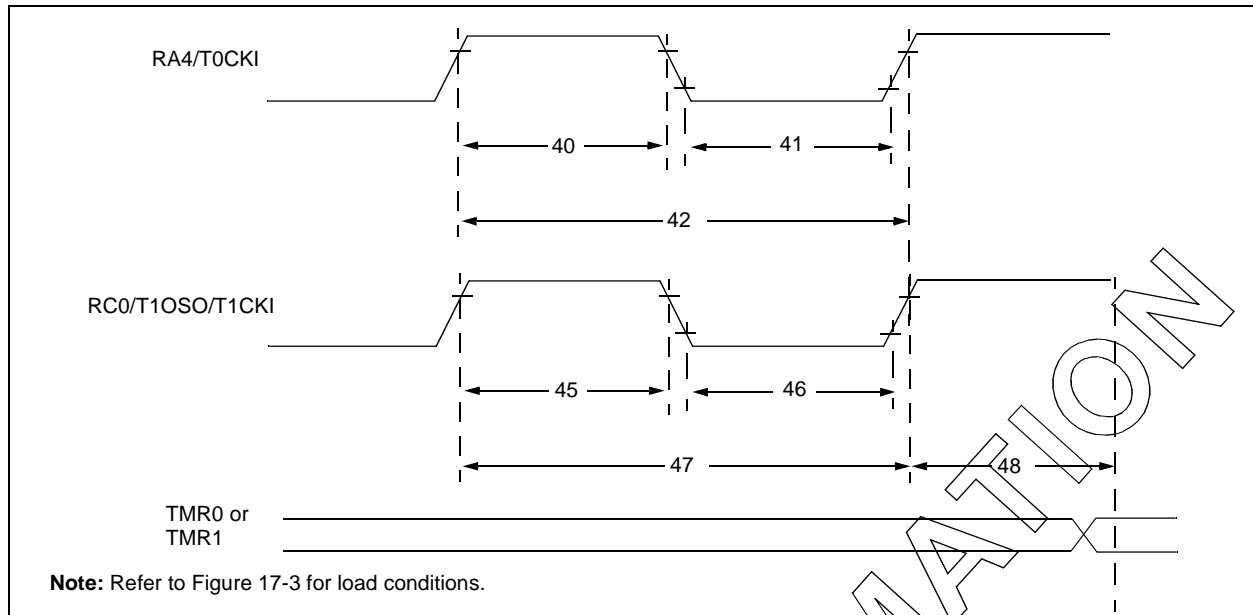 RA4/T0CKI
40
41
42
RC0/T1OSO/T1CKI
45
46
47
48
TMR0 or
TMR1
Note: Refer to Figure 17-3 for load conditions.
MATION